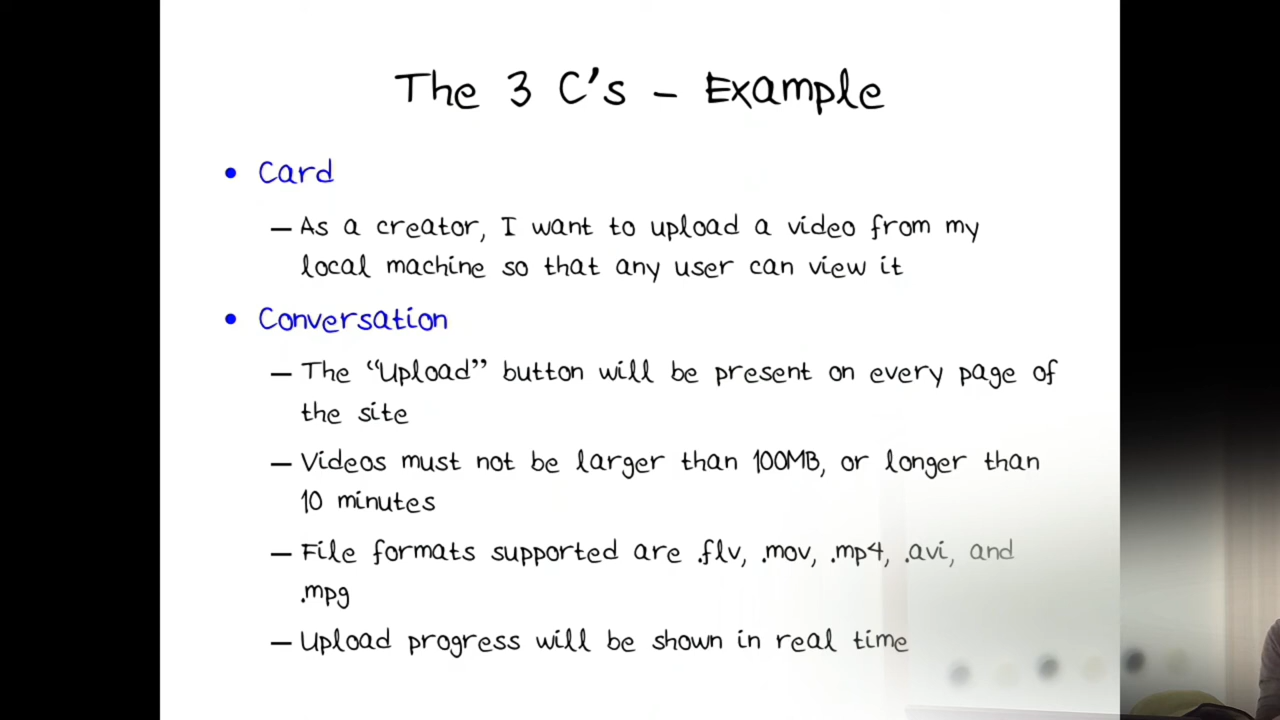 The 3 C's – Example
• Card
– As a creator, I want to upload a video from my
local machine so that any user can view it
• Conversation
– The “Upload” button will be present on every page of
the site
– Videos must not be larger than 100MB, or longer than
10 minutes
– File formats supported are .flv, .mov, .mp4, .avi, and
.mpg
– Upload progress will be shown in real time